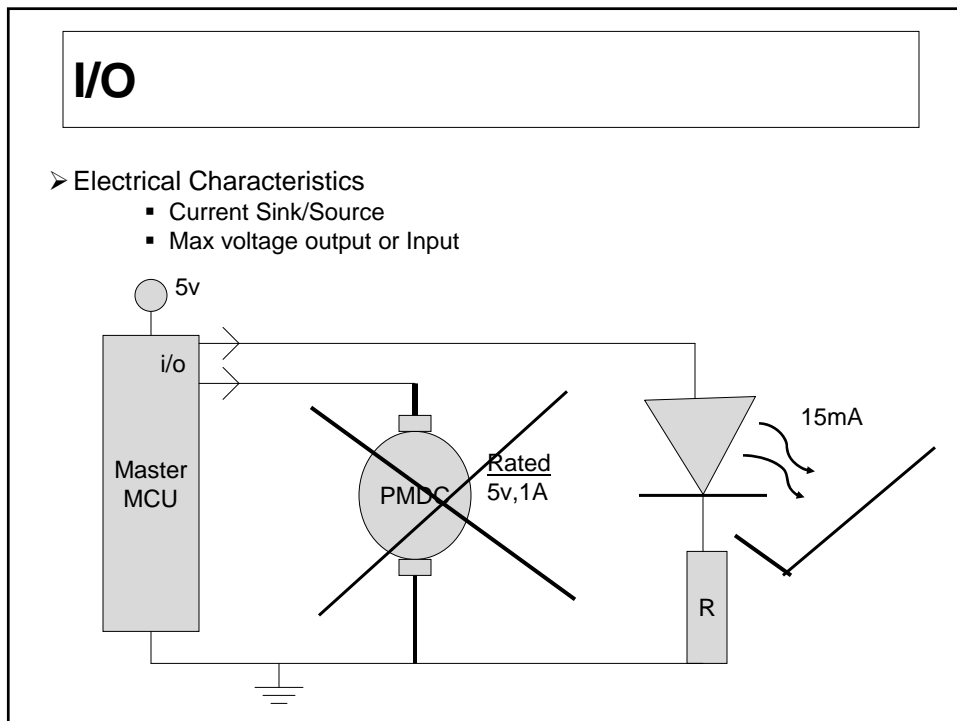 I/O
➢ Electrical Characteristics
▪ Current Sink/Source
▪ Max voltage output or Input
5v
i/o
Master
MCU
PMDC
Rated
5v,1A
15mA
R